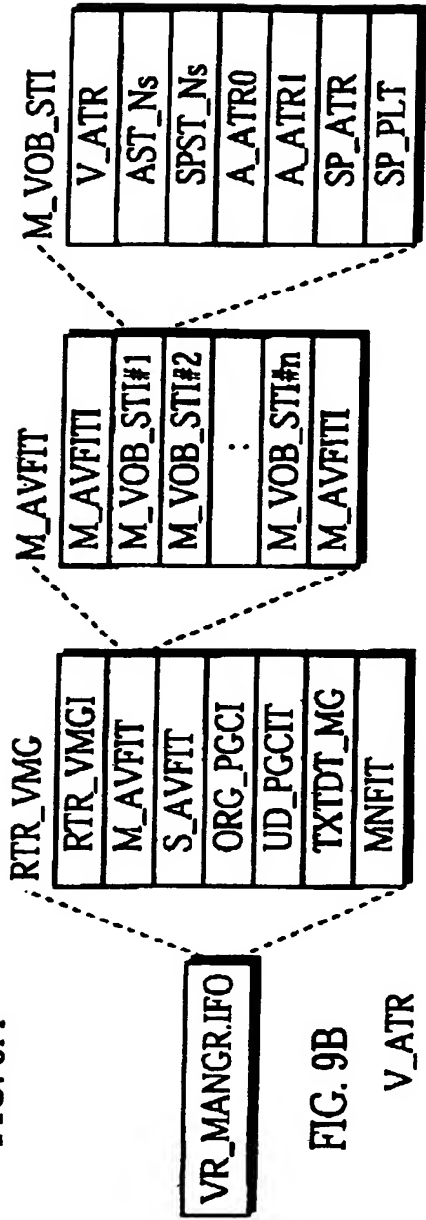 VR_MANGR.IFO
RTR_VMG
RTR_VMGI
M_AVFIT
S_AVFIT
ORG_PGCI
UD_PGCIT
TXTDT_MG
MNFIT
M_AVFIT
M_AVFITI
M_VOB_STI#1
M_VOB_STI#2
:
M_VOB_STI#n
M_AVFITI
M_VOB_STI
V_ATR
AST_Ns
SPST_Ns
A_ATR0
A_ATR1
SP_ATR
SP_PLT
FIG. 9B
V_ATR